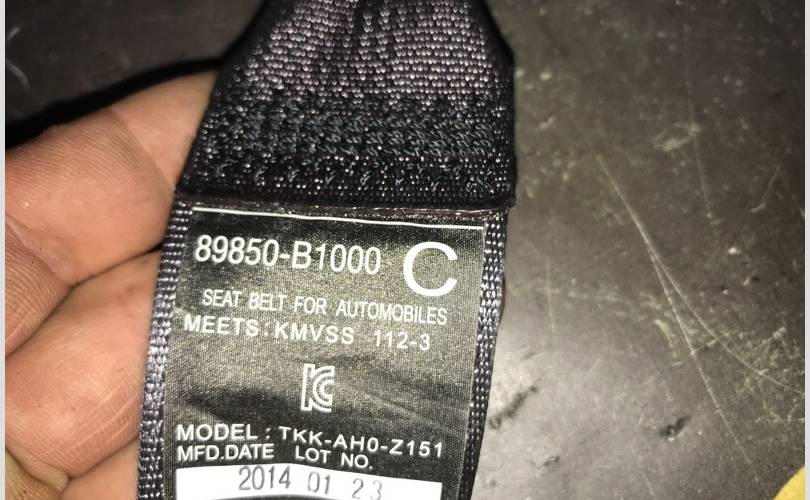 89850-B1000 C
SEAT BELT FOR AUTOMOBILES
MEETS: KMVSS 112-3
KC
MODEL : TKK-AH0-Z151
MFD.DATE LOT NO.
2014 01 23